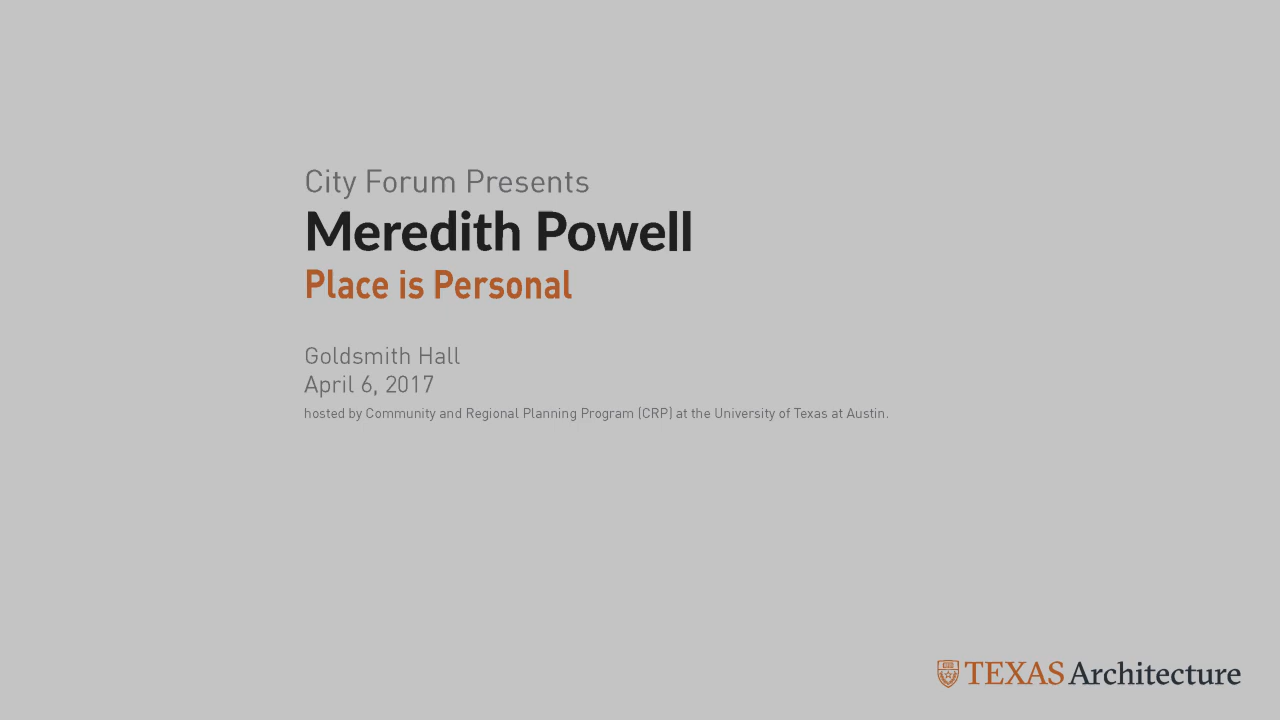 City Forum Presents
Meredith Powell
Place is Personal
Goldsmith Hall
April 6, 2017
hosted by Community and Regional Planning Program (CRP) at the University of Texas at Austin.
TEXAS Architecture